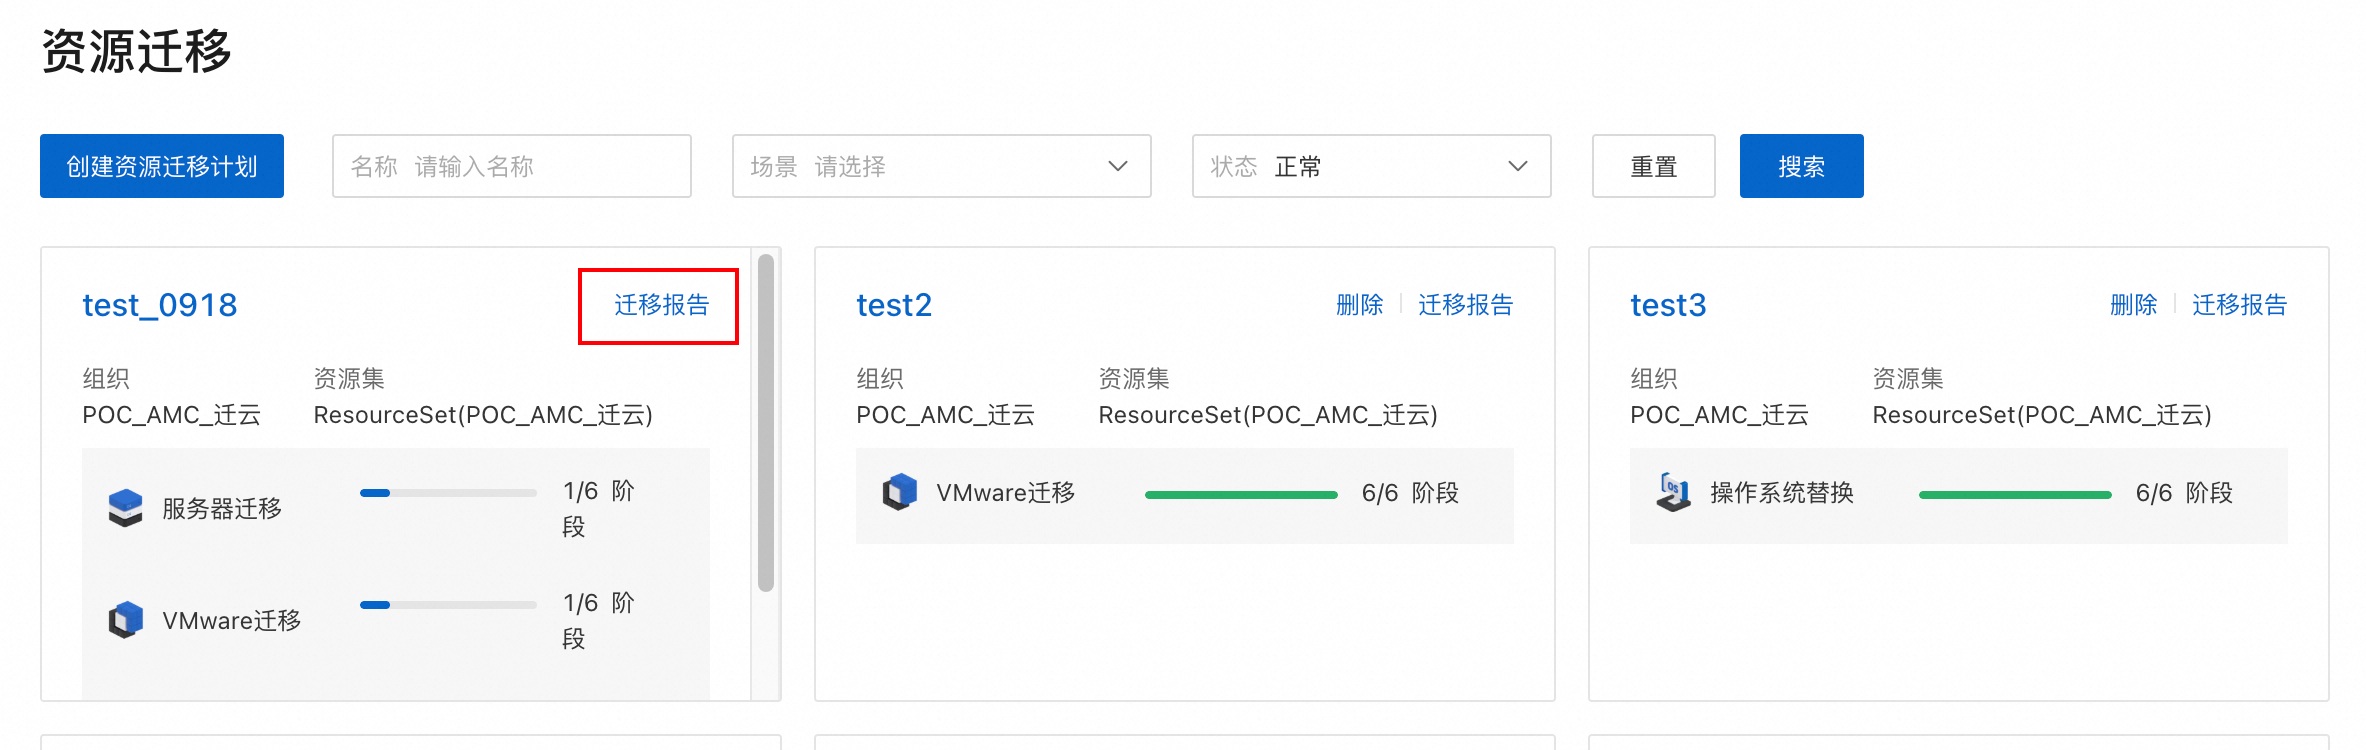 资源迁移
创建资源迁移计划 名称 请输入名称 场景 请选择 状态 正常 重置 搜索
test_0918 迁移报告
组织 资源集
POC_AMC_迁云 ResourceSet(POC_AMC_迁云)
服务器迁移 1/6 阶
段
VMware迁移 1/6 阶
段
test2 删除 迁移报告
组织 资源集
POC_AMC_迁云 ResourceSet(POC_AMC_迁云)
VMware迁移 6/6 阶段
test3 删除 迁移报告
组织 资源集
POC_AMC_迁云 ResourceSet(POC_AMC_迁云)
OS 操作系统替换 6/6 阶段